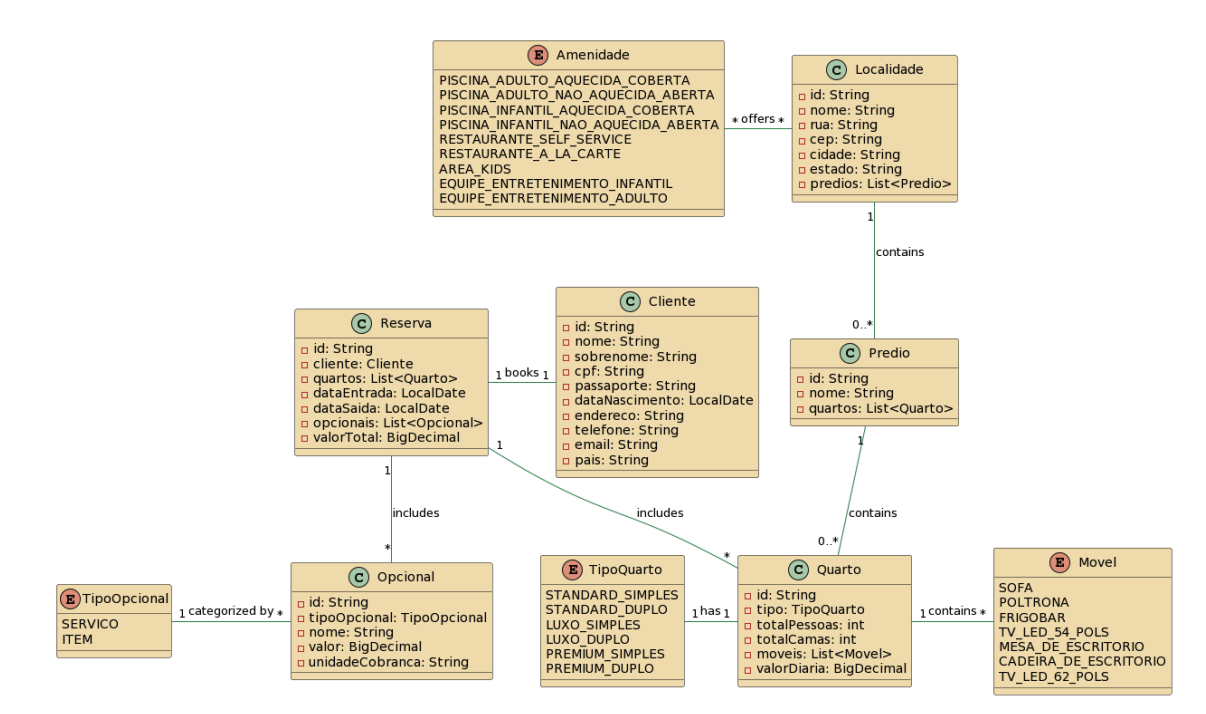 E Amenidade
PISCINA_ADULTO_AQUECIDA_COBERTA
PISCINA_ADULTO_NAO_AQUECIDA_ABERTA
PISCINA_INFANTIL_AQUECIDA_COBERTA
PISCINA_INFANTIL_NAO_AQUECIDA_ABERTA
RESTAURANTE_SELF_SERVICE
RESTAURANTE_A_LA_CARTE
AREA_KIDS
EQUIPE_ENTRETENIMENTO_INFANTIL
EQUIPE_ENTRETENIMENTO_ADULTO
* offers *
C Localidade
id: String
nome: String
rua: String
cep: String
cidade: String
estado: String
predios: List<Predio>
1
contains
0..*
C Reserva
id: String
cliente: Cliente
quartos: List<Quarto>
dataEntrada: LocalDate
dataSaida: LocalDate
opcionais: List<Opcional>
valorTotal: BigDecimal
1 books 1
C Cliente
id: String
nome: String
sobrenome: String
cpf: String
passaporte: String
dataNascimento: LocalDate
endereco: String
telefone: String
email: String
pais: String
C Predio
id: String
nome: String
quartos: List<Quarto>
1
includes
*
1
includes
*
1
contains
0..*
E TipoOpcional
SERVICO
ITEM
1 categorized by *
C Opcional
id: String
tipoOpcional: TipoOpcional
nome: String
valor: BigDecimal
unidadeCobranca: String
E TipoQuarto
STANDARD_SIMPLES
STANDARD_DUPLO
LUXO_SIMPLES
LUXO_DUPLO
PREMIUM_SIMPLES
PREMIUM_DUPLO
1 has 1
C Quarto
id: String
tipo: TipoQuarto
totalPessoas: int
totalCamas: int
moveis: List<Movel>
valorDiaria: BigDecimal
1 contains *
E Movel
SOFA
POLTRONA
FRIGOBAR
TV_LED_54_POLS
MESA_DE_ESCRITORIO
CADEIRA_DE_ESCRITORIO
TV_LED_62_POLS